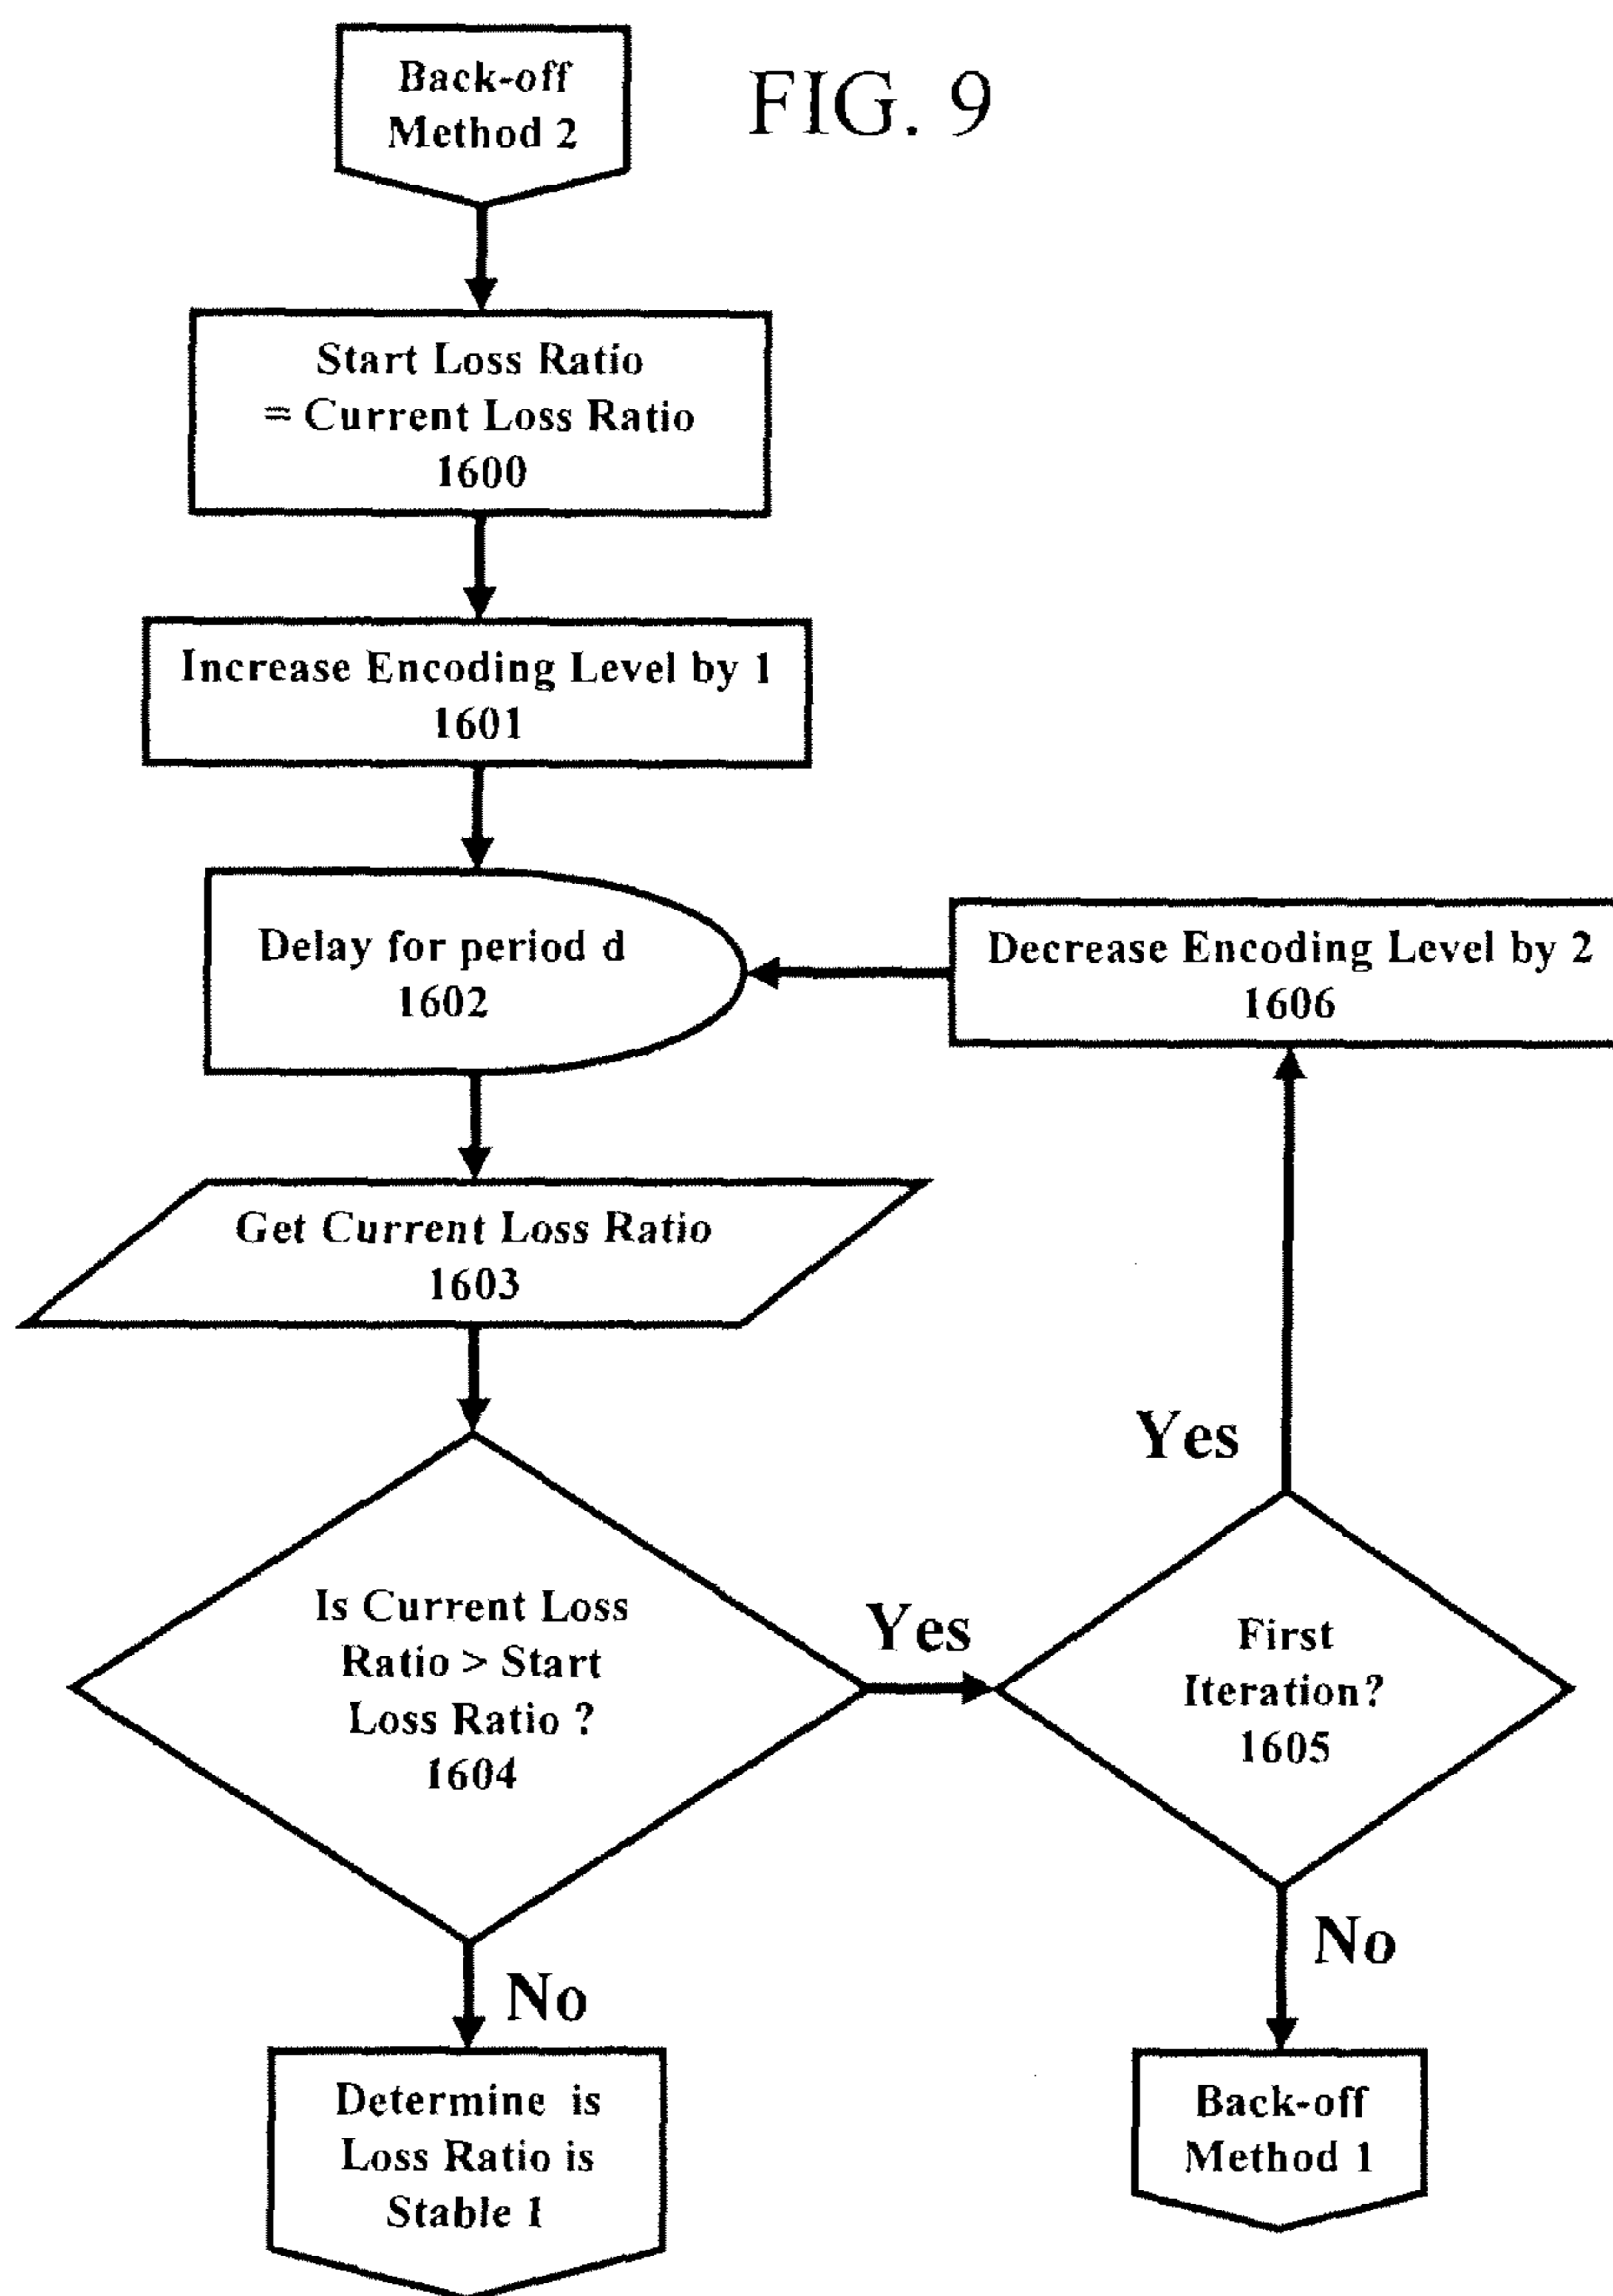 Back-off
Method 2
FIG. 9
Start Loss Ratio
= Current Loss Ratio
1600
Increase Encoding Level by 1
1601
Delay for period d
1602
Decrease Encoding Level by 2
1606
Get Current Loss Ratio
1603
Yes
Is Current Loss
Ratio > Start
Loss Ratio ?
1604
Yes
First
Iteration?
1605
No
No
Determine is
Loss Ratio is
Stable 1
Back-off
Method 1